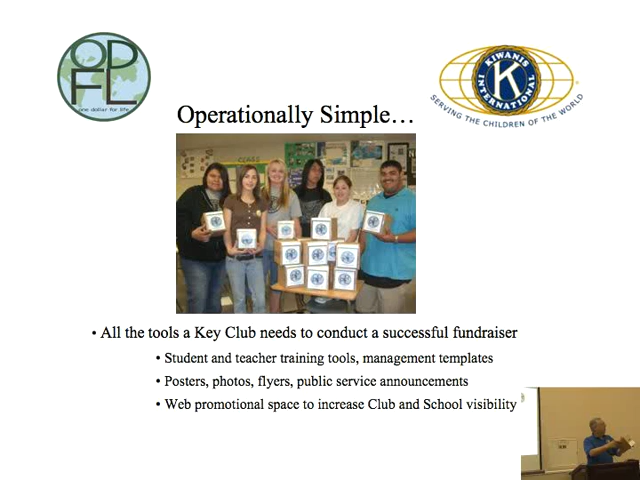 OD
FL
one dollar for life
KIWANIS
INTERNATIONAL
K
SERVING THE CHILDREN OF THE WORLD
Operationally Simple…
• All the tools a Key Club needs to conduct a successful fundraiser
• Student and teacher training tools, management templates
• Posters, photos, flyers, public service announcements
• Web promotional space to increase Club and School visibility